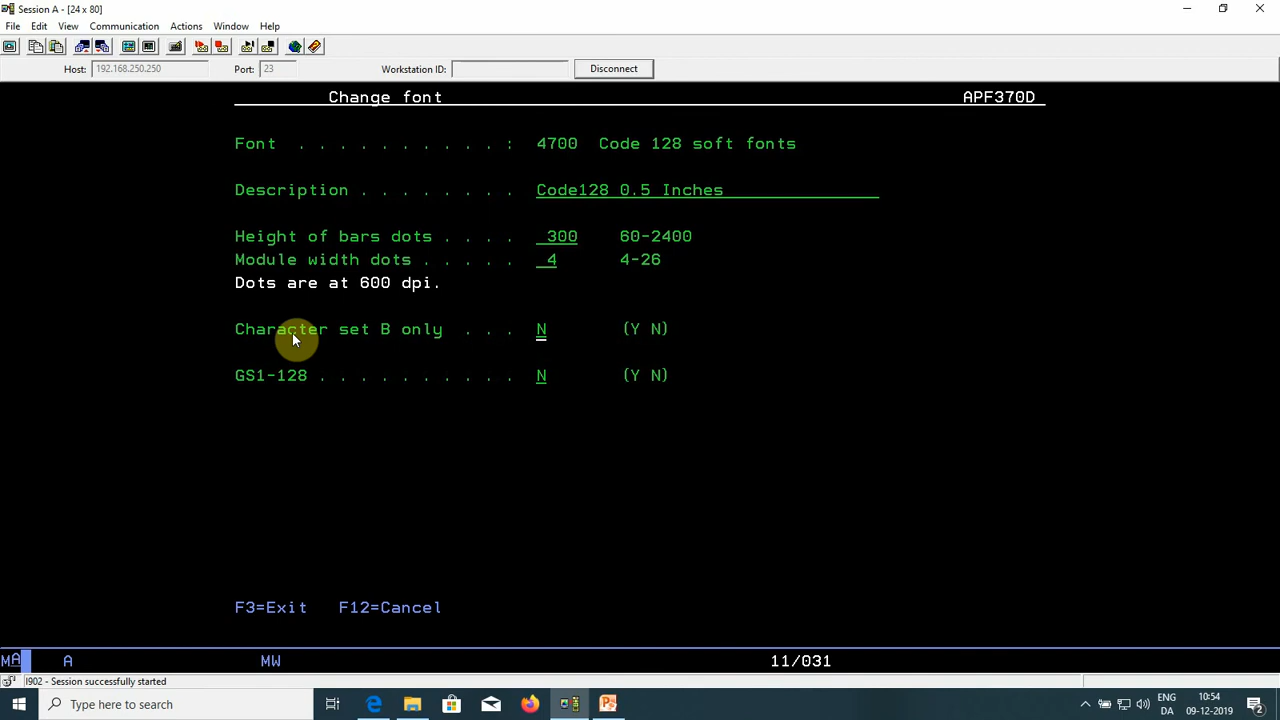 Session A - [24 x 80]
File Edit View Communication Actions Window Help
Host: 192.168.250.250 Port: 23 Workstation ID: Disconnect
Change font APF370D
Font . . . . . . . . . . : 4700 Code 128 soft fonts
Description . . . . . . . . Code128 0.5 Inches
Height of bars dots . . . . 300 60-2400
Module width dots . . . . . 4 4-26
Dots are at 600 dpi.
Character set B only . . . N (Y N)
GS1-128 . . . . . . . . . . N (Y N)
F3=Exit F12=Cancel
MA A MW 11/031
I902 - Session successfully started
Type here to search
ENG 10:54
DA 09-12-2019
2